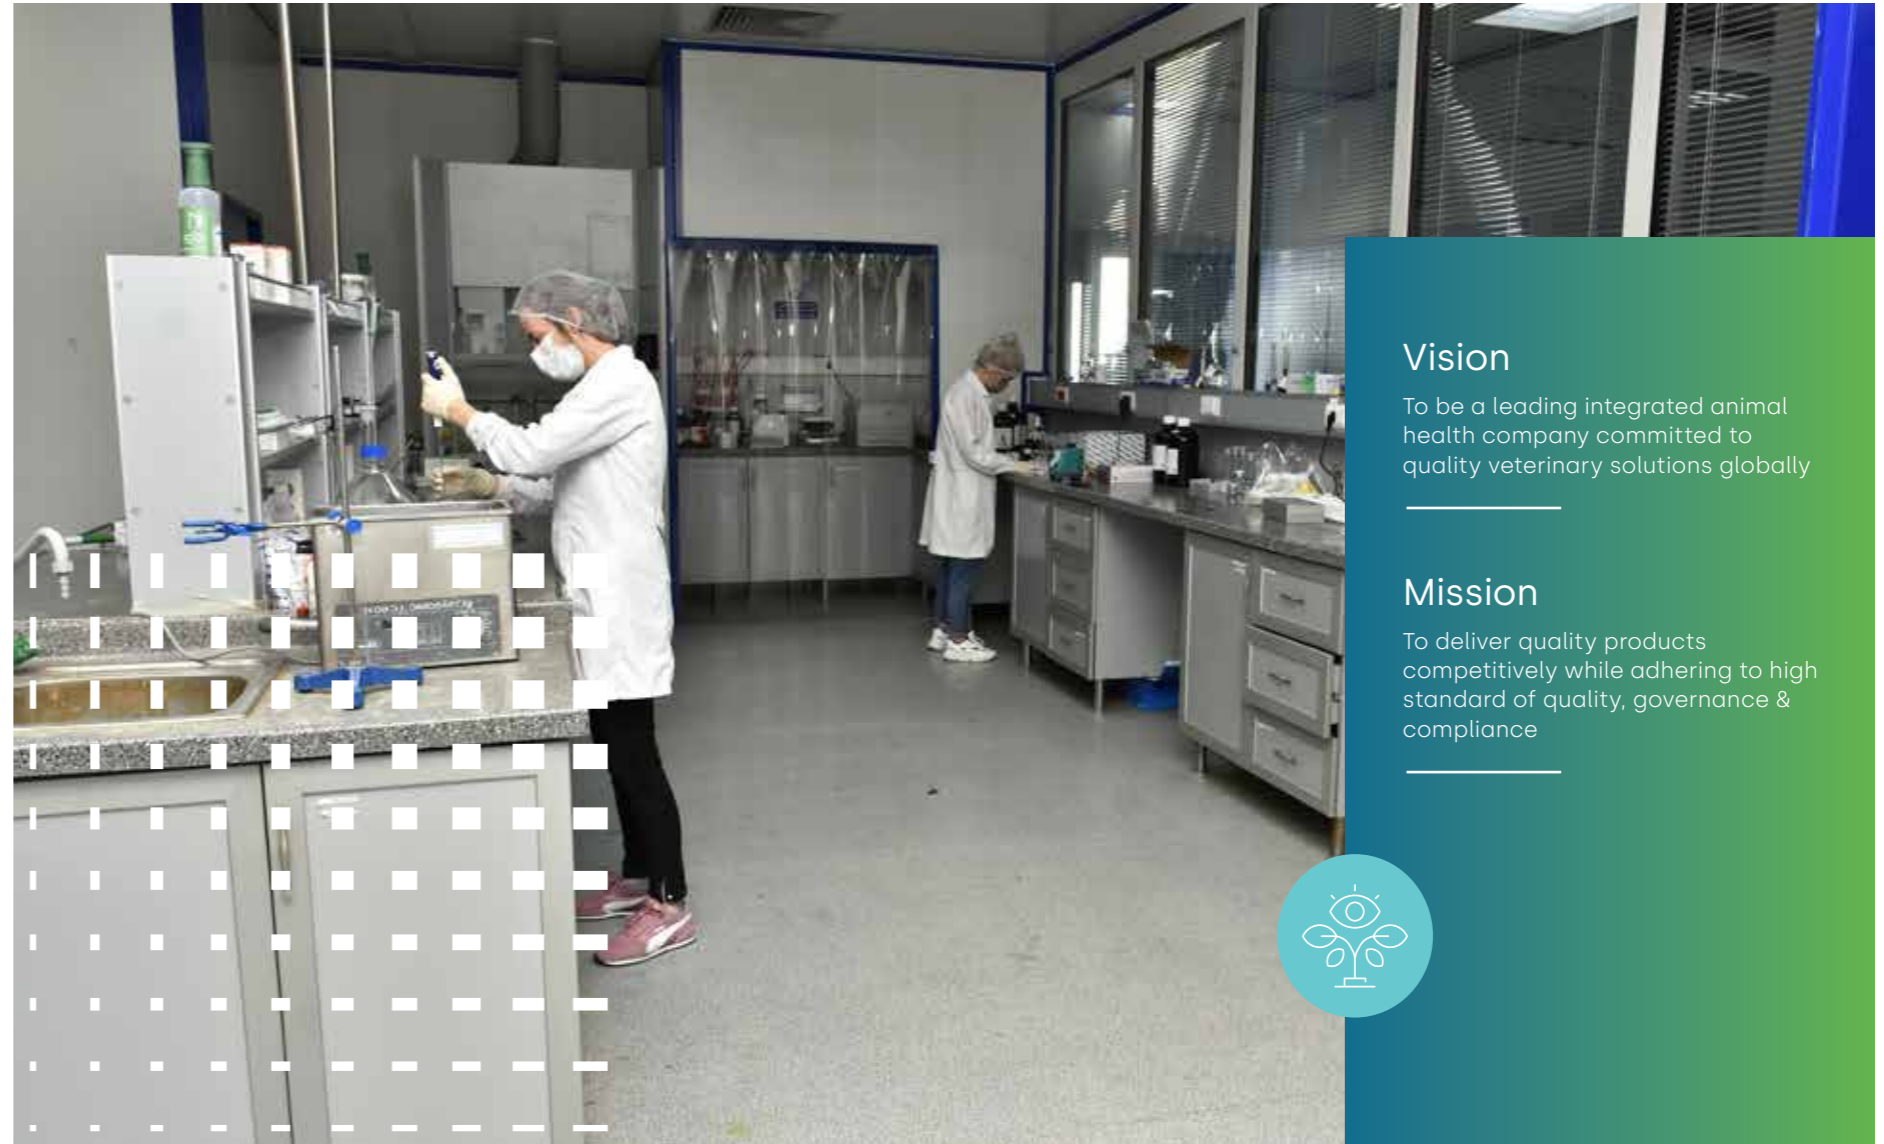 Vision
To be a leading integrated animal
health company committed to
quality veterinary solutions globally
Mission
To deliver quality products
competitively while adhering to high
standard of quality, governance &
compliance